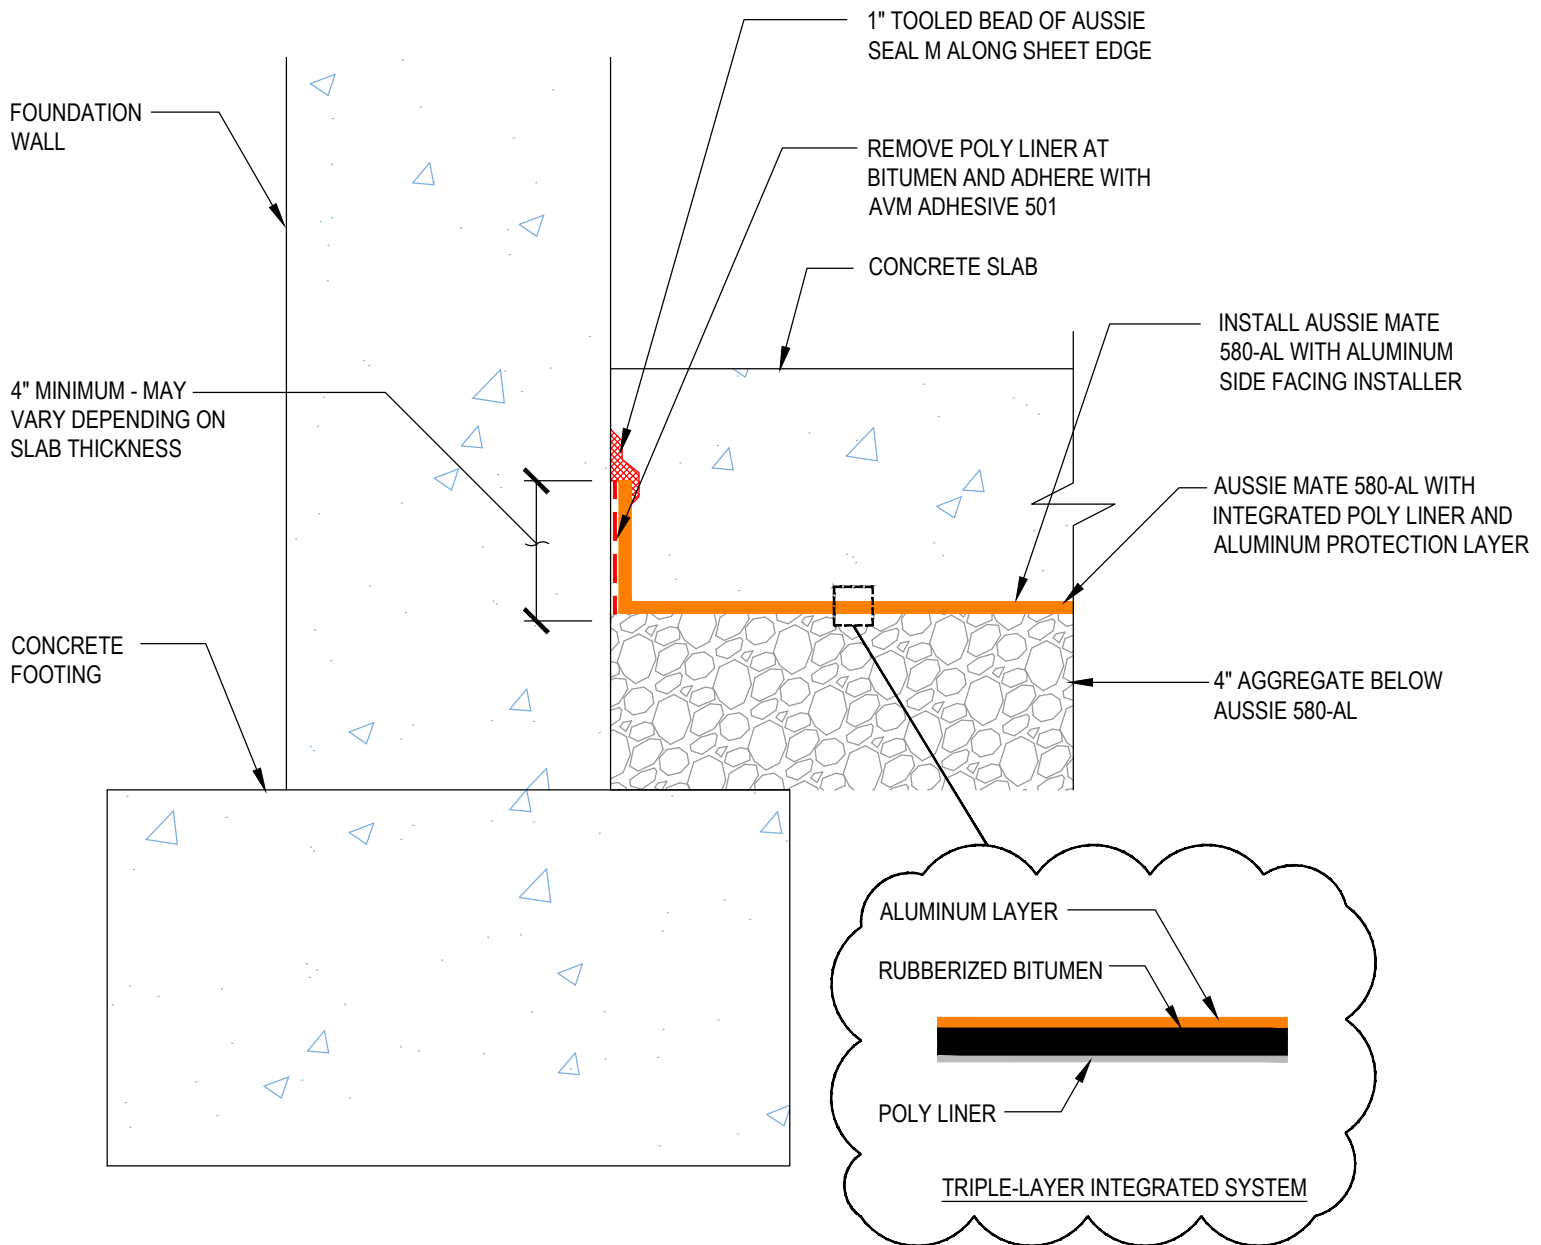 1" TOOLED BEAD OF AUSSIE
SEAL M ALONG SHEET EDGE
FOUNDATION
WALL
REMOVE POLY LINER AT
BITUMEN AND ADHERE WITH
AVM ADHESIVE 501
CONCRETE SLAB
INSTALL AUSSIE MATE
580-AL WITH ALUMINUM
SIDE FACING INSTALLER
4" MINIMUM - MAY
VARY DEPENDING ON
SLAB THICKNESS
AUSSIE MATE 580-AL WITH
INTEGRATED POLY LINER AND
ALUMINUM PROTECTION LAYER
CONCRETE
FOOTING
4" AGGREGATE BELOW
AUSSIE 580-AL
ALUMINUM LAYER
RUBBERIZED BITUMEN
POLY LINER
TRIPLE-LAYER INTEGRATED SYSTEM